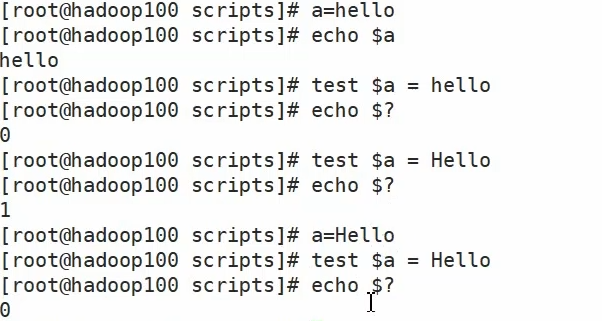 [root@hadoop100 scripts]# a=hello
[root@hadoop100 scripts]# echo $a
hello
[root@hadoop100 scripts]# test $a = hello
[root@hadoop100 scripts]# echo $?
0
[root@hadoop100 scripts]# test $a = Hello
[root@hadoop100 scripts]# echo $?
1
[root@hadoop100 scripts]# a=Hello
[root@hadoop100 scripts]# test $a = Hello
[root@hadoop100 scripts]# echo $?
0